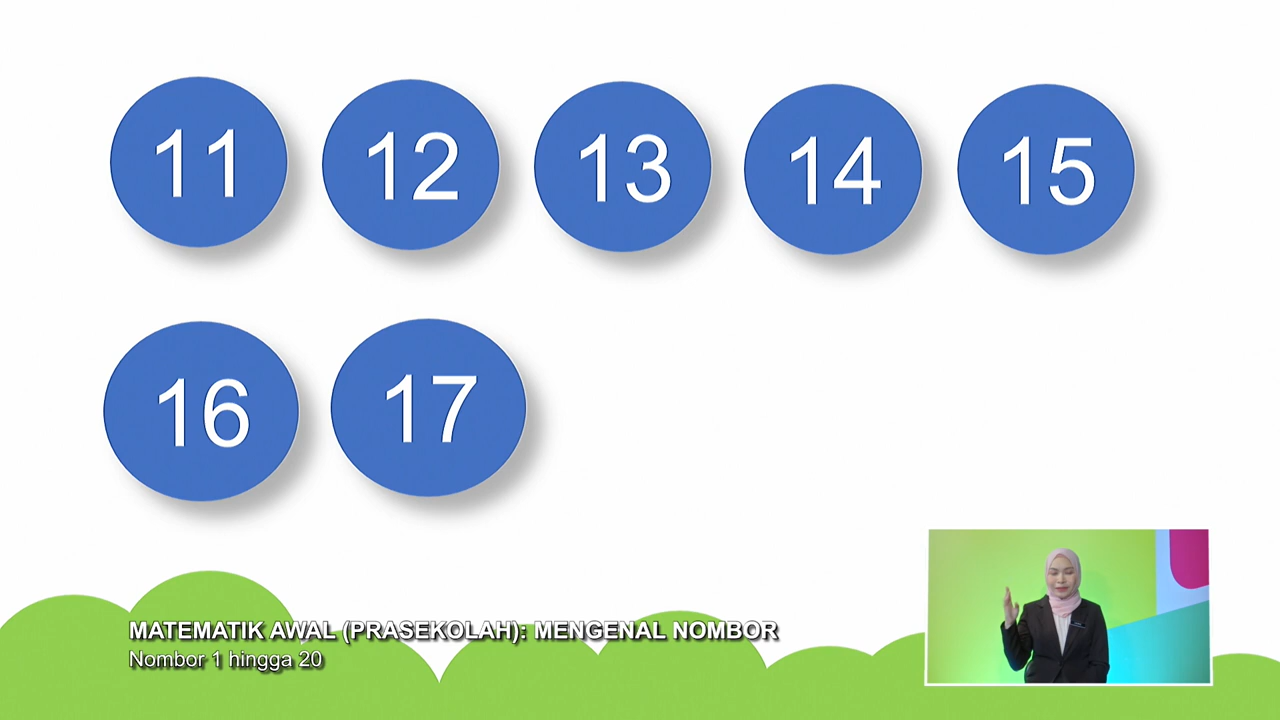 11 12 13 14 15
16 17
MATEMATIK AWAL (PRASEKOLAH): MENGENAL NOMBOR
Nombor 1 hingga 20